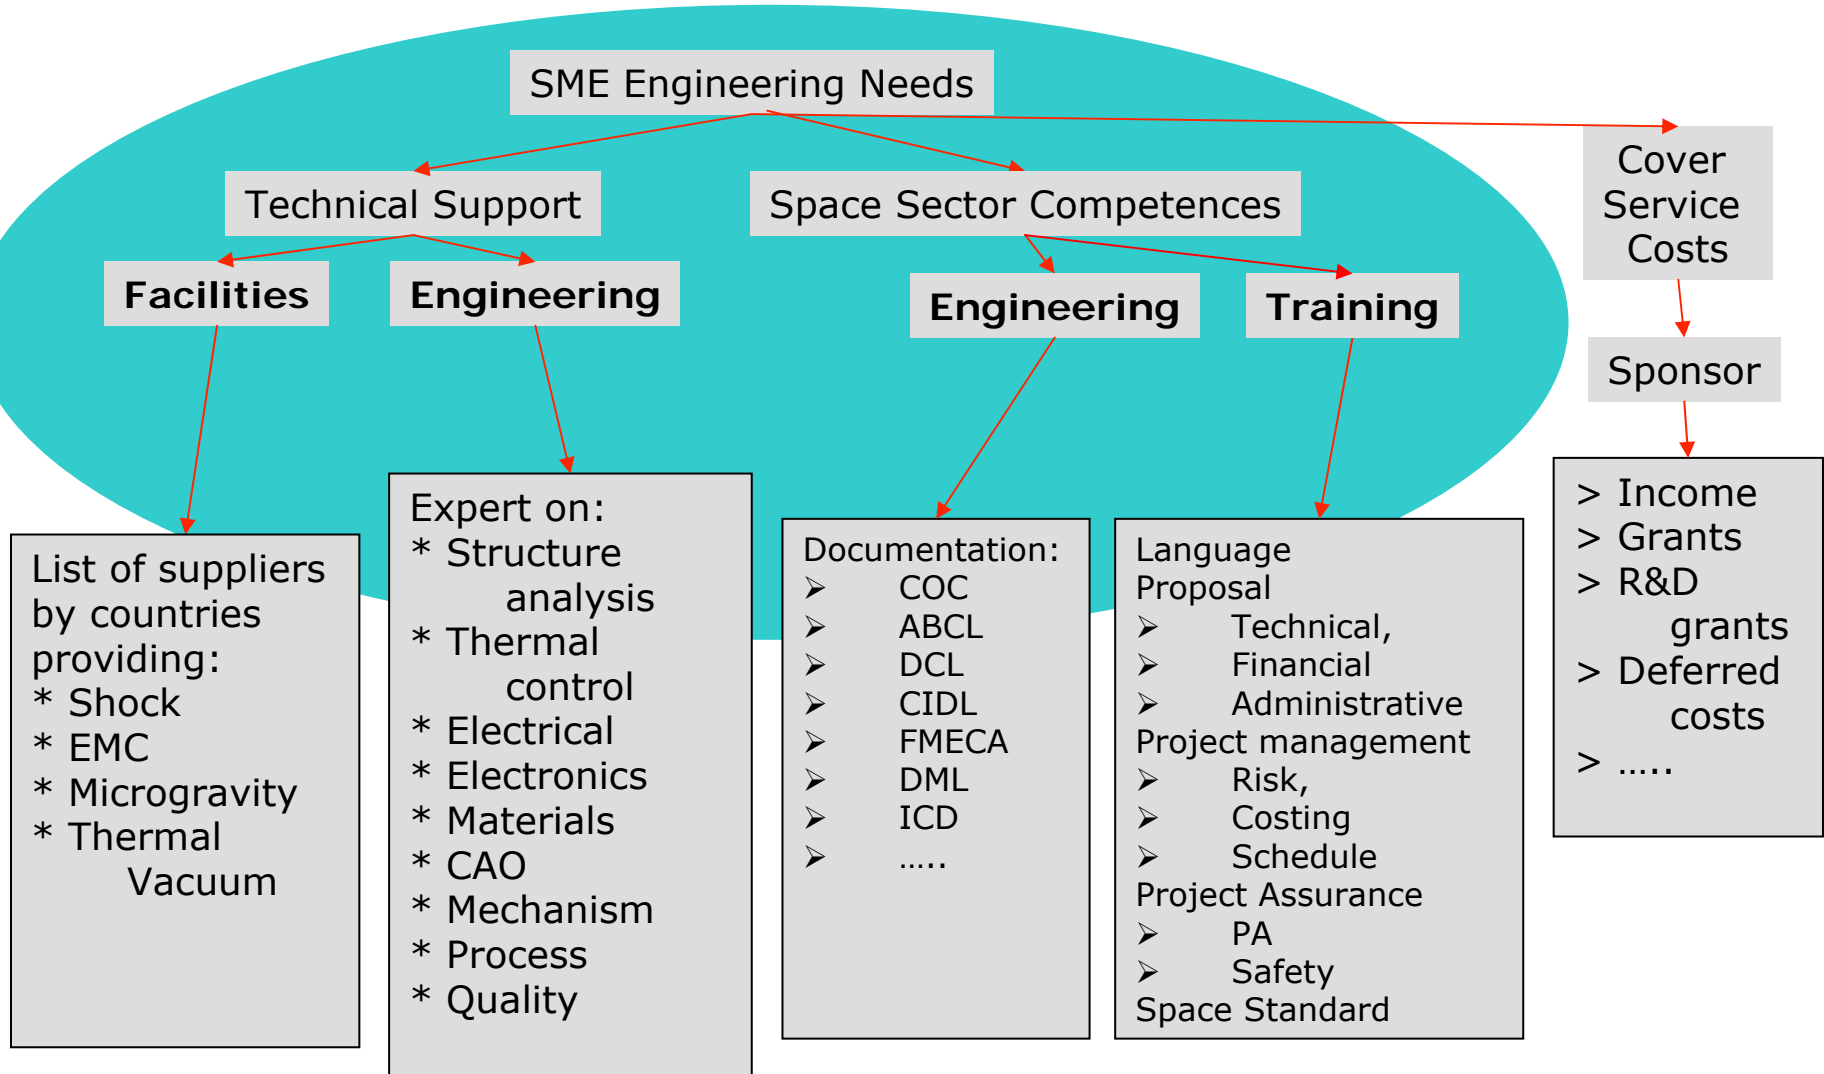 SME Engineering Needs
Technical Support
Space Sector Competences
Cover
Service
Costs
Facilities
Engineering
Engineering
Training
Sponsor
List of suppliers
by countries
providing:
* Shock
* EMC
* Microgravity
* Thermal
Vacuum
Expert on:
* Structure
analysis
* Thermal
control
* Electrical
* Electronics
* Materials
* CAO
* Mechanism
* Process
* Quality
Documentation:
➢ COC
➢ ABCL
➢ DCL
➢ CIDL
➢ FMECA
➢ DML
➢ ICD
➢ …..
Language
Proposal
➢ Technical,
➢ Financial
➢ Administrative
Project management
➢ Risk,
➢ Costing
➢ Schedule
Project Assurance
➢ PA
➢ Safety
Space Standard
> Income
> Grants
> R&D
grants
> Deferred
costs
> …..